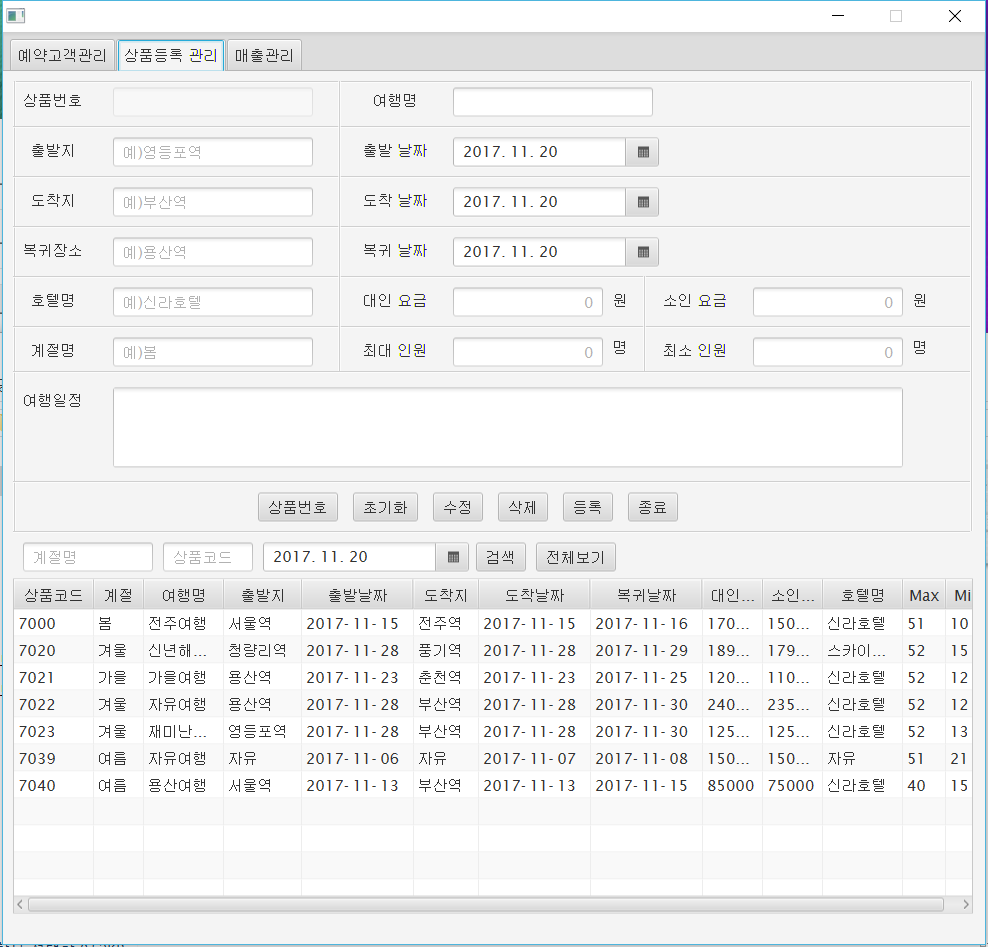 예약고객관리 상품등록 관리 매출관리
상품번호 여행명
출발지 예)영등포역 출발 날짜 2017. 11. 20
도착지 예)부산역 도착 날짜 2017. 11. 20
복귀장소 예)용산역 복귀 날짜 2017. 11. 20
호텔명 예)신라호텔 대인 요금 0 원 소인 요금 0 원
계절명 예)봄 최대 인원 0 명 최소 인원 0 명
여행일정
상품번호 초기화 수정 삭제 등록 종료
계절명 상품코드 2017. 11. 20 검색 전체보기
상품코드 계절 여행명 출발지 출발날짜 도착지 도착날짜 복귀날짜 대인... 소인... 호텔명 Max Mi
7000 봄 전주여행 서울역 2017-11-15 전주역 2017-11-15 2017-11-16 170... 150... 신라호텔 51 10
7020 겨울 신년해... 청량리역 2017-11-28 풍기역 2017-11-28 2017-11-29 189... 179... 스카이... 52 15
7021 가을 가을여행 용산역 2017-11-23 춘천역 2017-11-23 2017-11-25 120... 110... 신라호텔 52 12
7022 겨울 자유여행 용산역 2017-11-28 부산역 2017-11-28 2017-11-30 240... 235... 신라호텔 52 12
7023 겨울 재미난... 영등포역 2017-11-28 부산역 2017-11-28 2017-11-30 125... 125... 신라호텔 52 13
7039 여름 자유여행 자유 2017-11-06 자유 2017-11-07 2017-11-08 150... 150... 자유 51 21
7040 여름 용산여행 서울역 2017-11-13 부산역 2017-11-13 2017-11-15 85000 75000 신라호텔 40 15